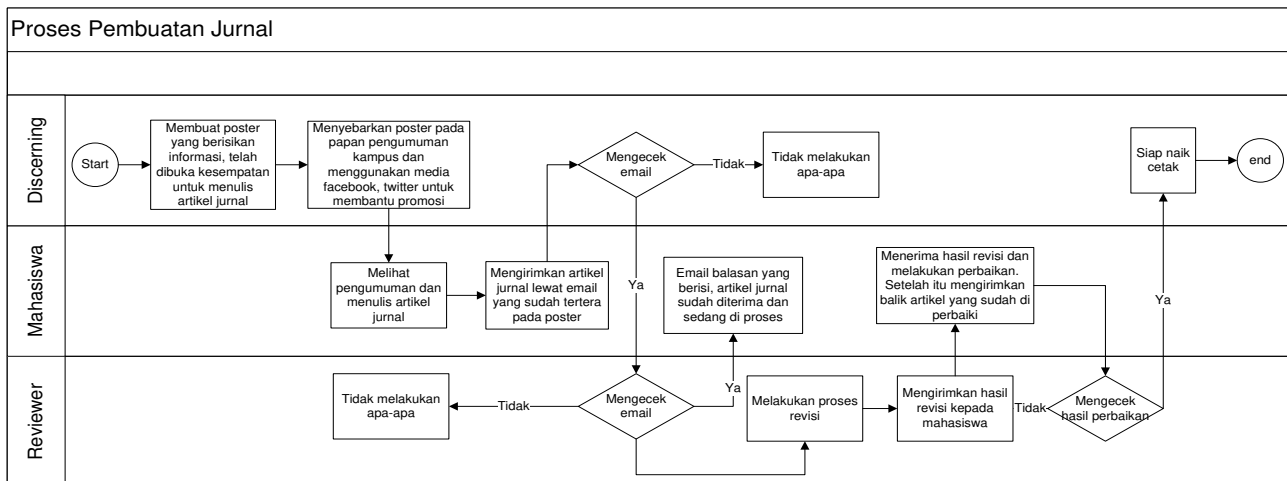 Proses Pembuatan Jurnal
Discerning
Start
Membuat poster
yang berisikan
informasi, telah
dibuka kesempatan
untuk menulis
artikel jurnal
Menyebarkan poster pada
papan pengumuman
kampus dan
menggunakan media
facebook, twitter untuk
membantu promosi
Mengecek
email
Tidak
Tidak melakukan
apa-apa
Siap naik
cetak
end
Mahasiswa
Melihat
pengumuman dan
menulis artikel
jurnal
Mengirimkan artikel
jurnal lewat email
yang sudah tertera
pada poster
Ya
Email balasan yang
berisi, artikel jurnal
sudah diterima dan
sedang di proses
Menerima hasil revisi dan
melakukan perbaikan.
Setelah itu mengirimkan
balik artikel yang sudah di
perbaiki
Ya
Reviewer
Tidak melakukan
apa-apa
Tidak
Mengecek
email
Ya
Melakukan proses
revisi
Mengirimkan hasil
revisi kepada
mahasiswa
Tidak
Mengecek
hasil perbaikan